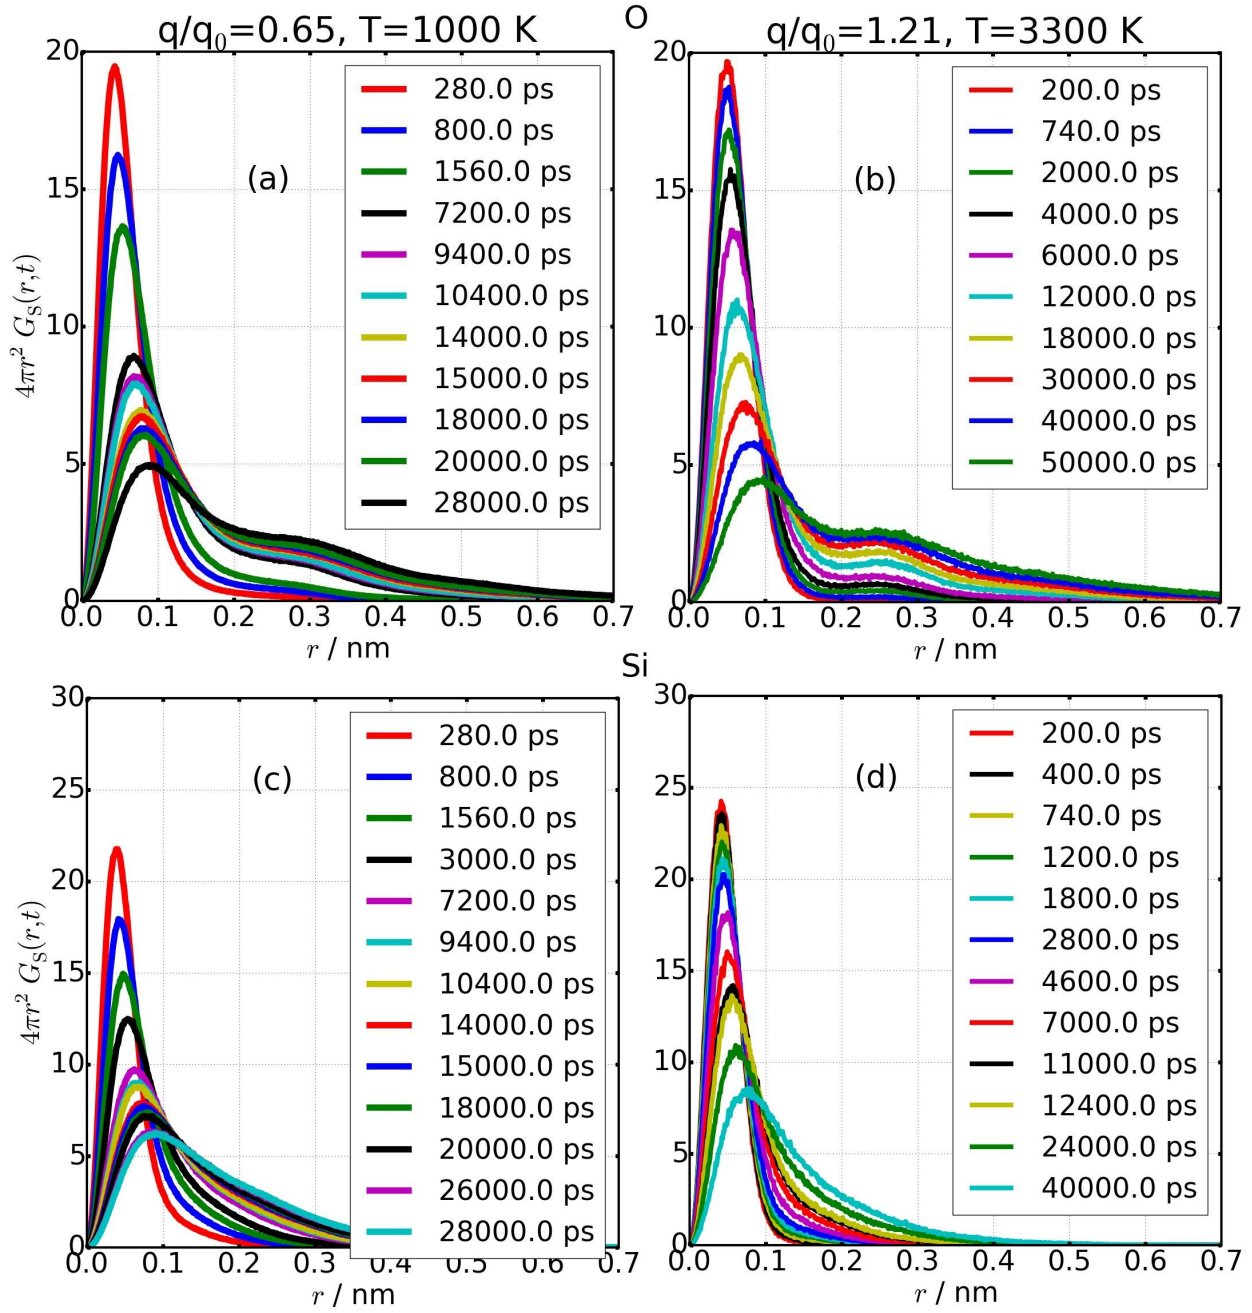 O
q/q0=0.65, T=1000 K
q/q0=1.21, T=3300 K
20
15
10
5
0
4πr² G_S(r,t)
(a)
280.0 ps
800.0 ps
1560.0 ps
7200.0 ps
9400.0 ps
10400.0 ps
14000.0 ps
15000.0 ps
18000.0 ps
20000.0 ps
28000.0 ps
0.0 0.1 0.2 0.3 0.4 0.5 0.6 0.7
r / nm
20
15
10
5
0
(b)
200.0 ps
740.0 ps
2000.0 ps
4000.0 ps
6000.0 ps
12000.0 ps
18000.0 ps
30000.0 ps
40000.0 ps
50000.0 ps
0.0 0.1 0.2 0.3 0.4 0.5 0.6 0.7
r / nm
Si
30
25
20
15
10
5
0
4πr² G_S(r,t)
(c)
280.0 ps
800.0 ps
1560.0 ps
3000.0 ps
7200.0 ps
9400.0 ps
10400.0 ps
14000.0 ps
15000.0 ps
18000.0 ps
20000.0 ps
26000.0 ps
28000.0 ps
0.0 0.1 0.2 0.3 0.4 0.5 0.6 0.7
r / nm
30
25
20
15
10
5
0
(d)
200.0 ps
400.0 ps
740.0 ps
1200.0 ps
1800.0 ps
2800.0 ps
4600.0 ps
7000.0 ps
11000.0 ps
12400.0 ps
24000.0 ps
40000.0 ps
0.0 0.1 0.2 0.3 0.4 0.5 0.6 0.7
r / nm